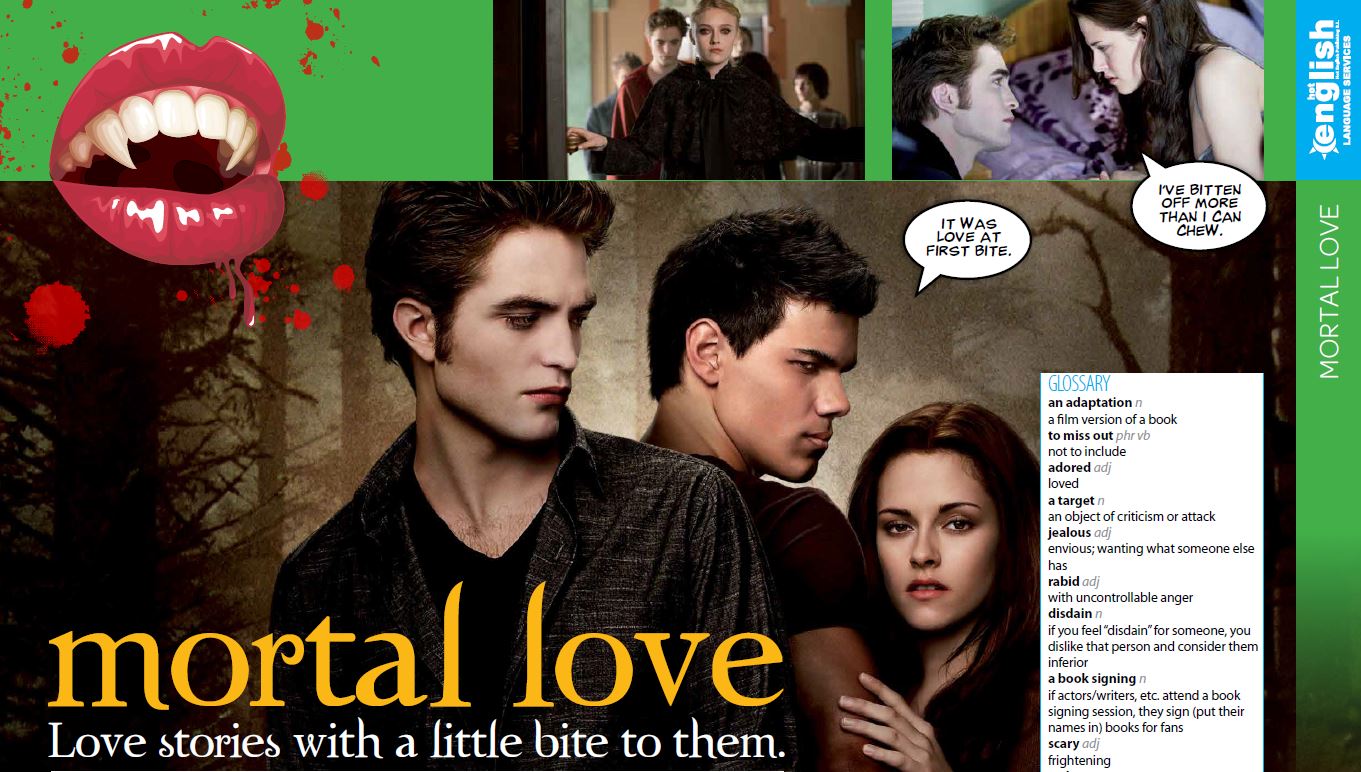 hot
english
LANGUAGE SERVICES
MORTAL LOVE
I'VE BITTEN
OFF MORE
THAN I CAN
CHEW.
IT WAS
LOVE AT
FIRST BITE.
mortal love
Love stories with a little bite to them.
GLOSSARY
an adaptation n
a film version of a book
to miss out phr vb
not to include
adored adj
loved
a target n
an object of criticism or attack
jealous adj
envious; wanting what someone else
has
rabid adj
with uncontrollable anger
disdain n
if you feel “disdain” for someone, you
dislike that person and consider them
inferior
a book signing n
if actors/writers, etc. attend a book
signing session, they sign (put their
names in) books for fans
scary adj
frightening